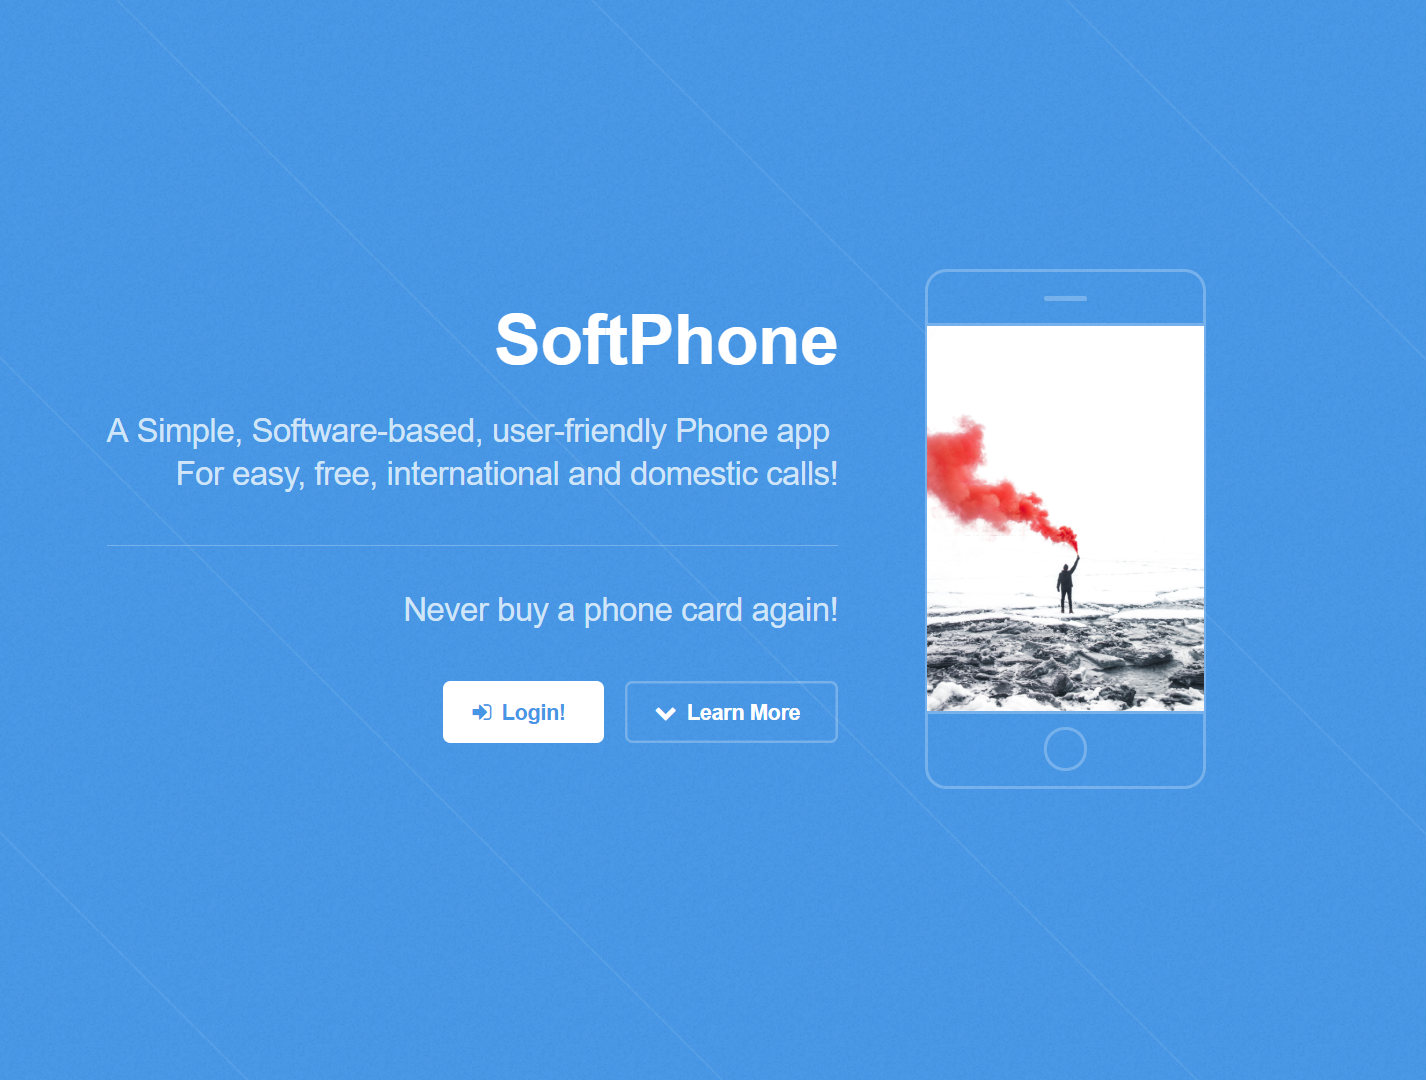 SoftPhone
A Simple, Software-based, user-friendly Phone app
For easy, free, international and domestic calls!
Never buy a phone card again!
Login!
Learn More